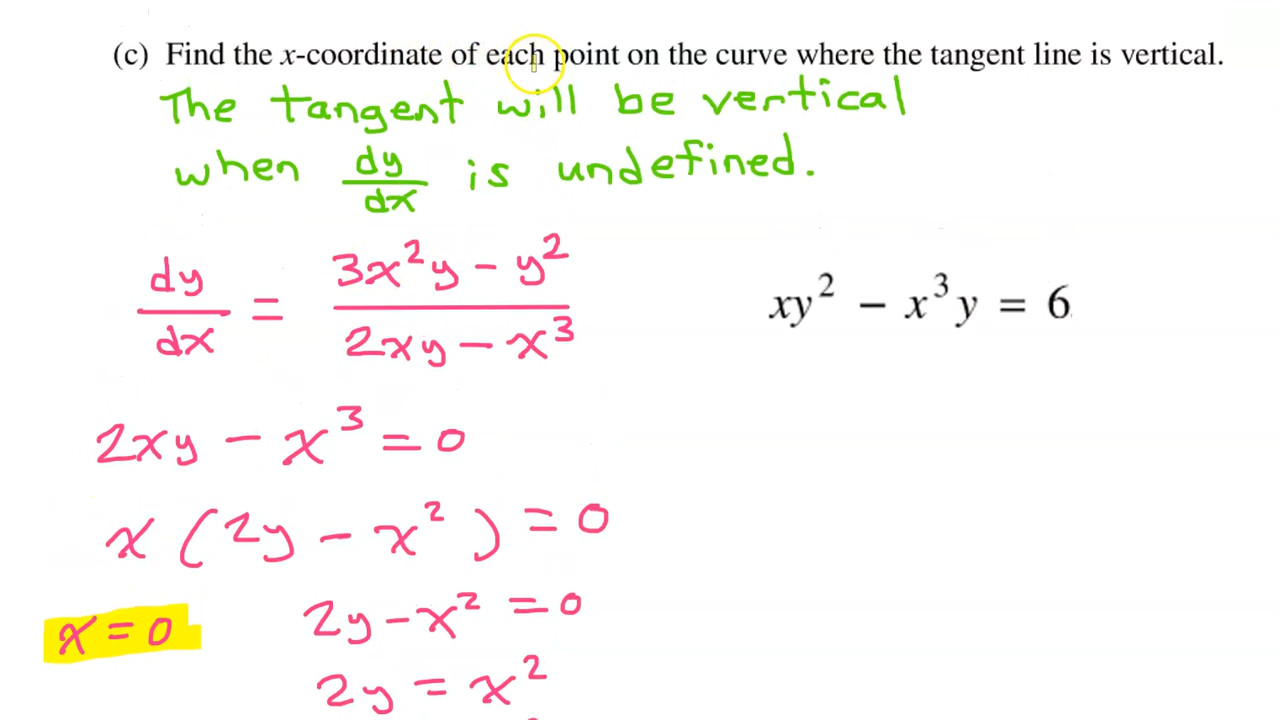 (c) Find the x-coordinate of each point on the curve where the tangent line is vertical.
The tangent will be vertical
when dy/dx is undefined.
dy/dx = (3x²y − y²)/(2xy − x³)
xy² − x³y = 6
2xy − x³ = 0
x(2y − x²) = 0
x = 0
2y − x² = 0
2y = x²